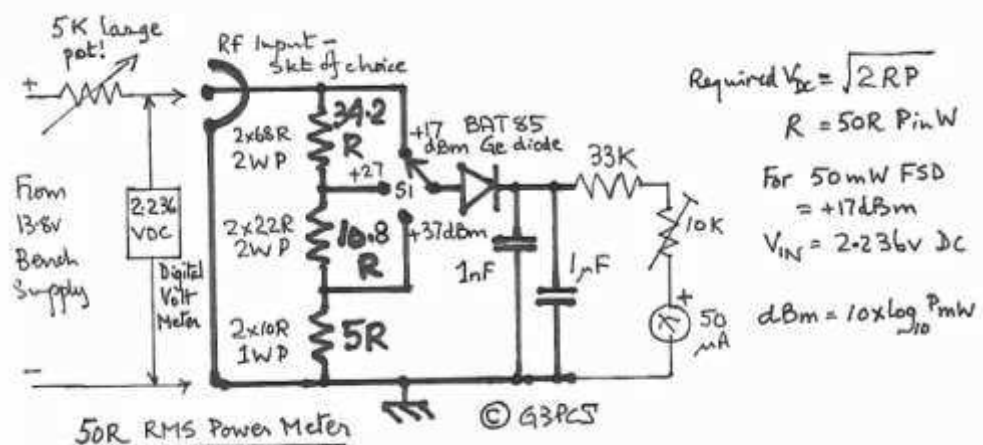 5K large
pot!
+
From
13.8v
Bench
Supply
-
2.236
VDC
Digital
Volt
Meter
Rf Input -
skt of choice
2x68R
2WP
34.2
R
+27
2x22R
2WP
10.8
R
2x10R
1WP
5R
+17
dBm
S1
+37dBm
BAT85
Ge diode
1nF
1µF
33K
10K
+
50
µA
© G3PCJ
50R RMS Power Meter
Required VDC = √2RP
R = 50R P in W
For 50mW FSD
= +17dBm
VIN = 2.236v DC
dBm = 10 x log10 PmW